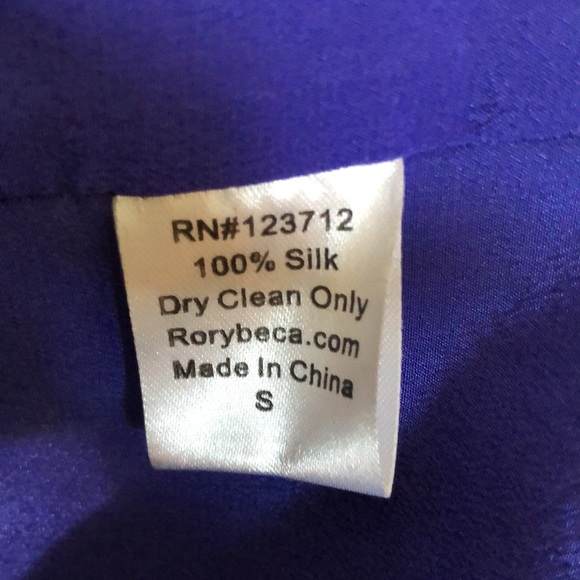 RN#123712
100% Silk
Dry Clean Only
Rorybeca.com
Made In China
S